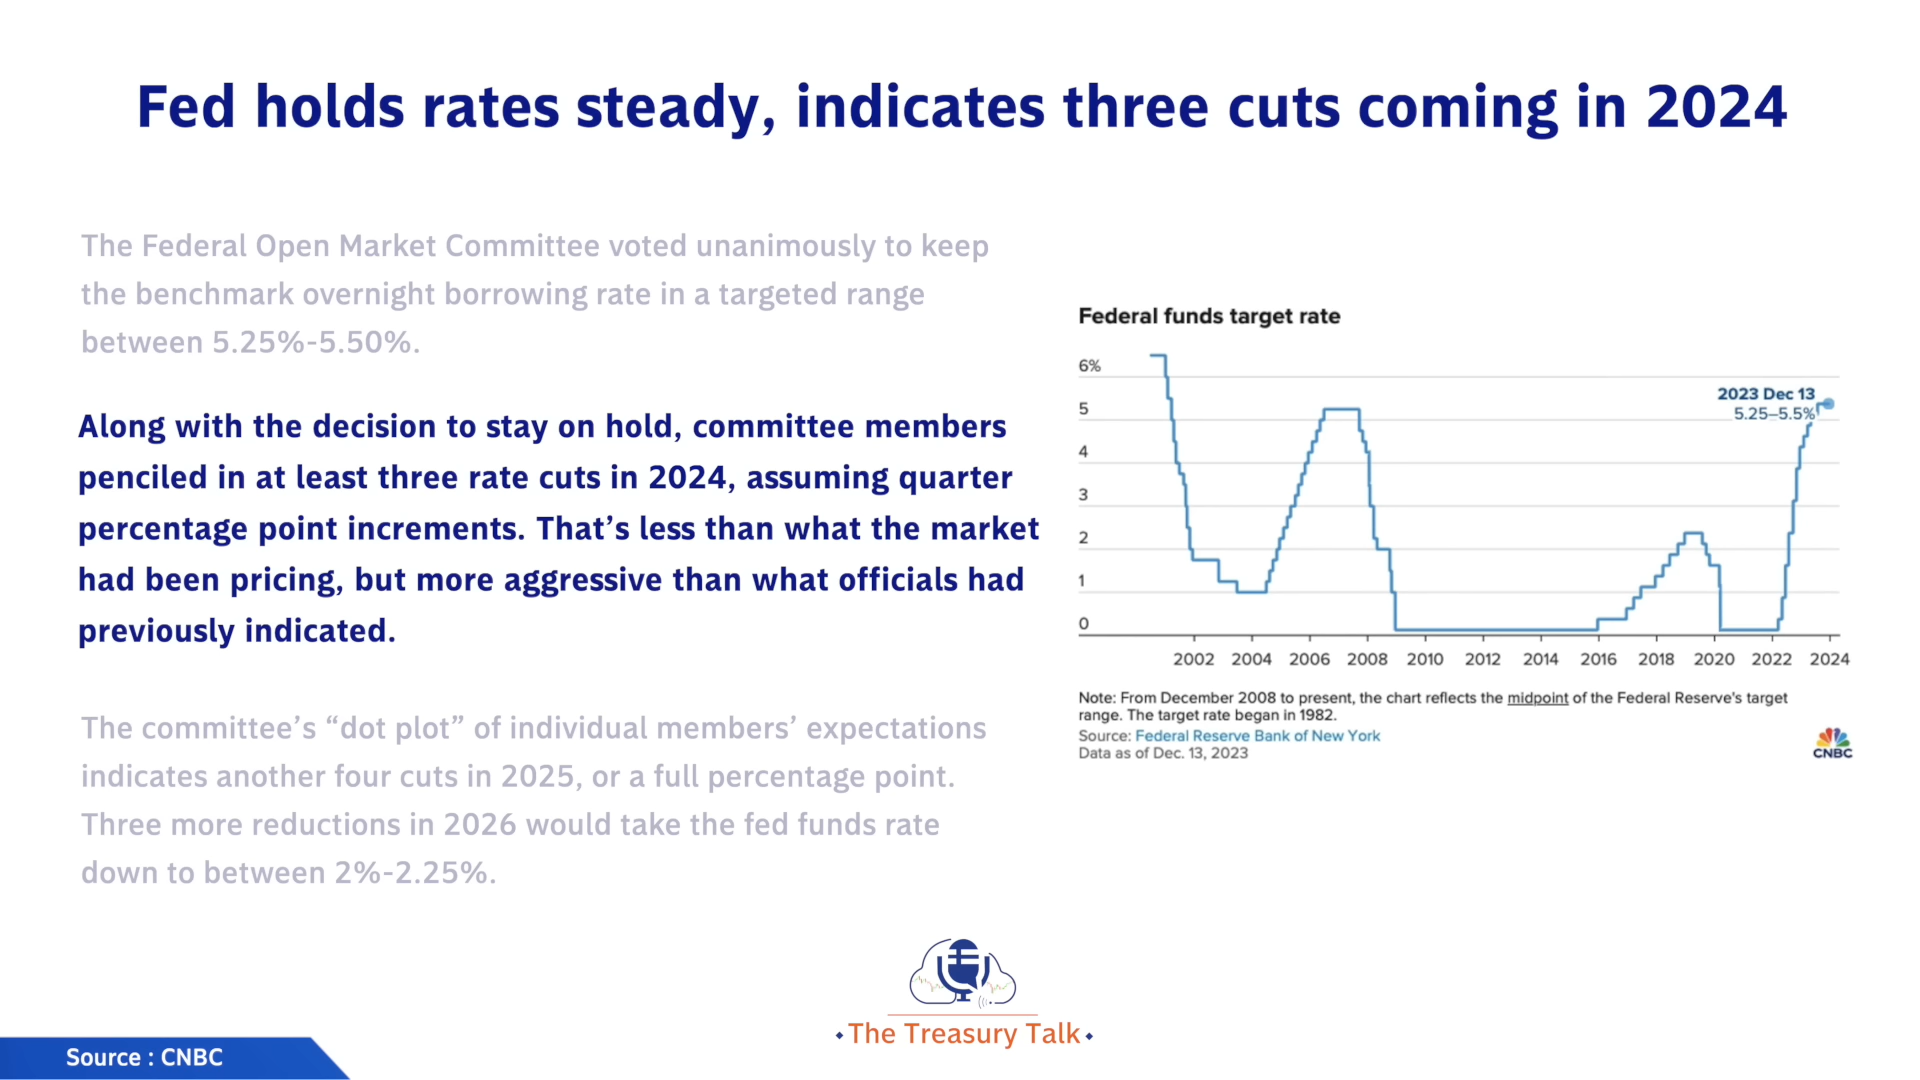 Fed holds rates steady, indicates three cuts coming in 2024
The Federal Open Market Committee voted unanimously to keep
the benchmark overnight borrowing rate in a targeted range
between 5.25%-5.50%.
Along with the decision to stay on hold, committee members
penciled in at least three rate cuts in 2024, assuming quarter
percentage point increments. That's less than what the market
had been pricing, but more aggressive than what officials had
previously indicated.
The committee's “dot plot” of individual members' expectations
indicates another four cuts in 2025, or a full percentage point.
Three more reductions in 2026 would take the fed funds rate
down to between 2%-2.25%.
Federal funds target rate
6%
5
4
3
2
1
0
2023 Dec 13
5.25–5.5%
2002 2004 2006 2008 2010 2012 2014 2016 2018 2020 2022 2024
Note: From December 2008 to present, the chart reflects the midpoint of the Federal Reserve's target
range. The target rate began in 1982.
Source: Federal Reserve Bank of New York
Data as of Dec. 13, 2023
CNBC
The Treasury Talk
Source : CNBC